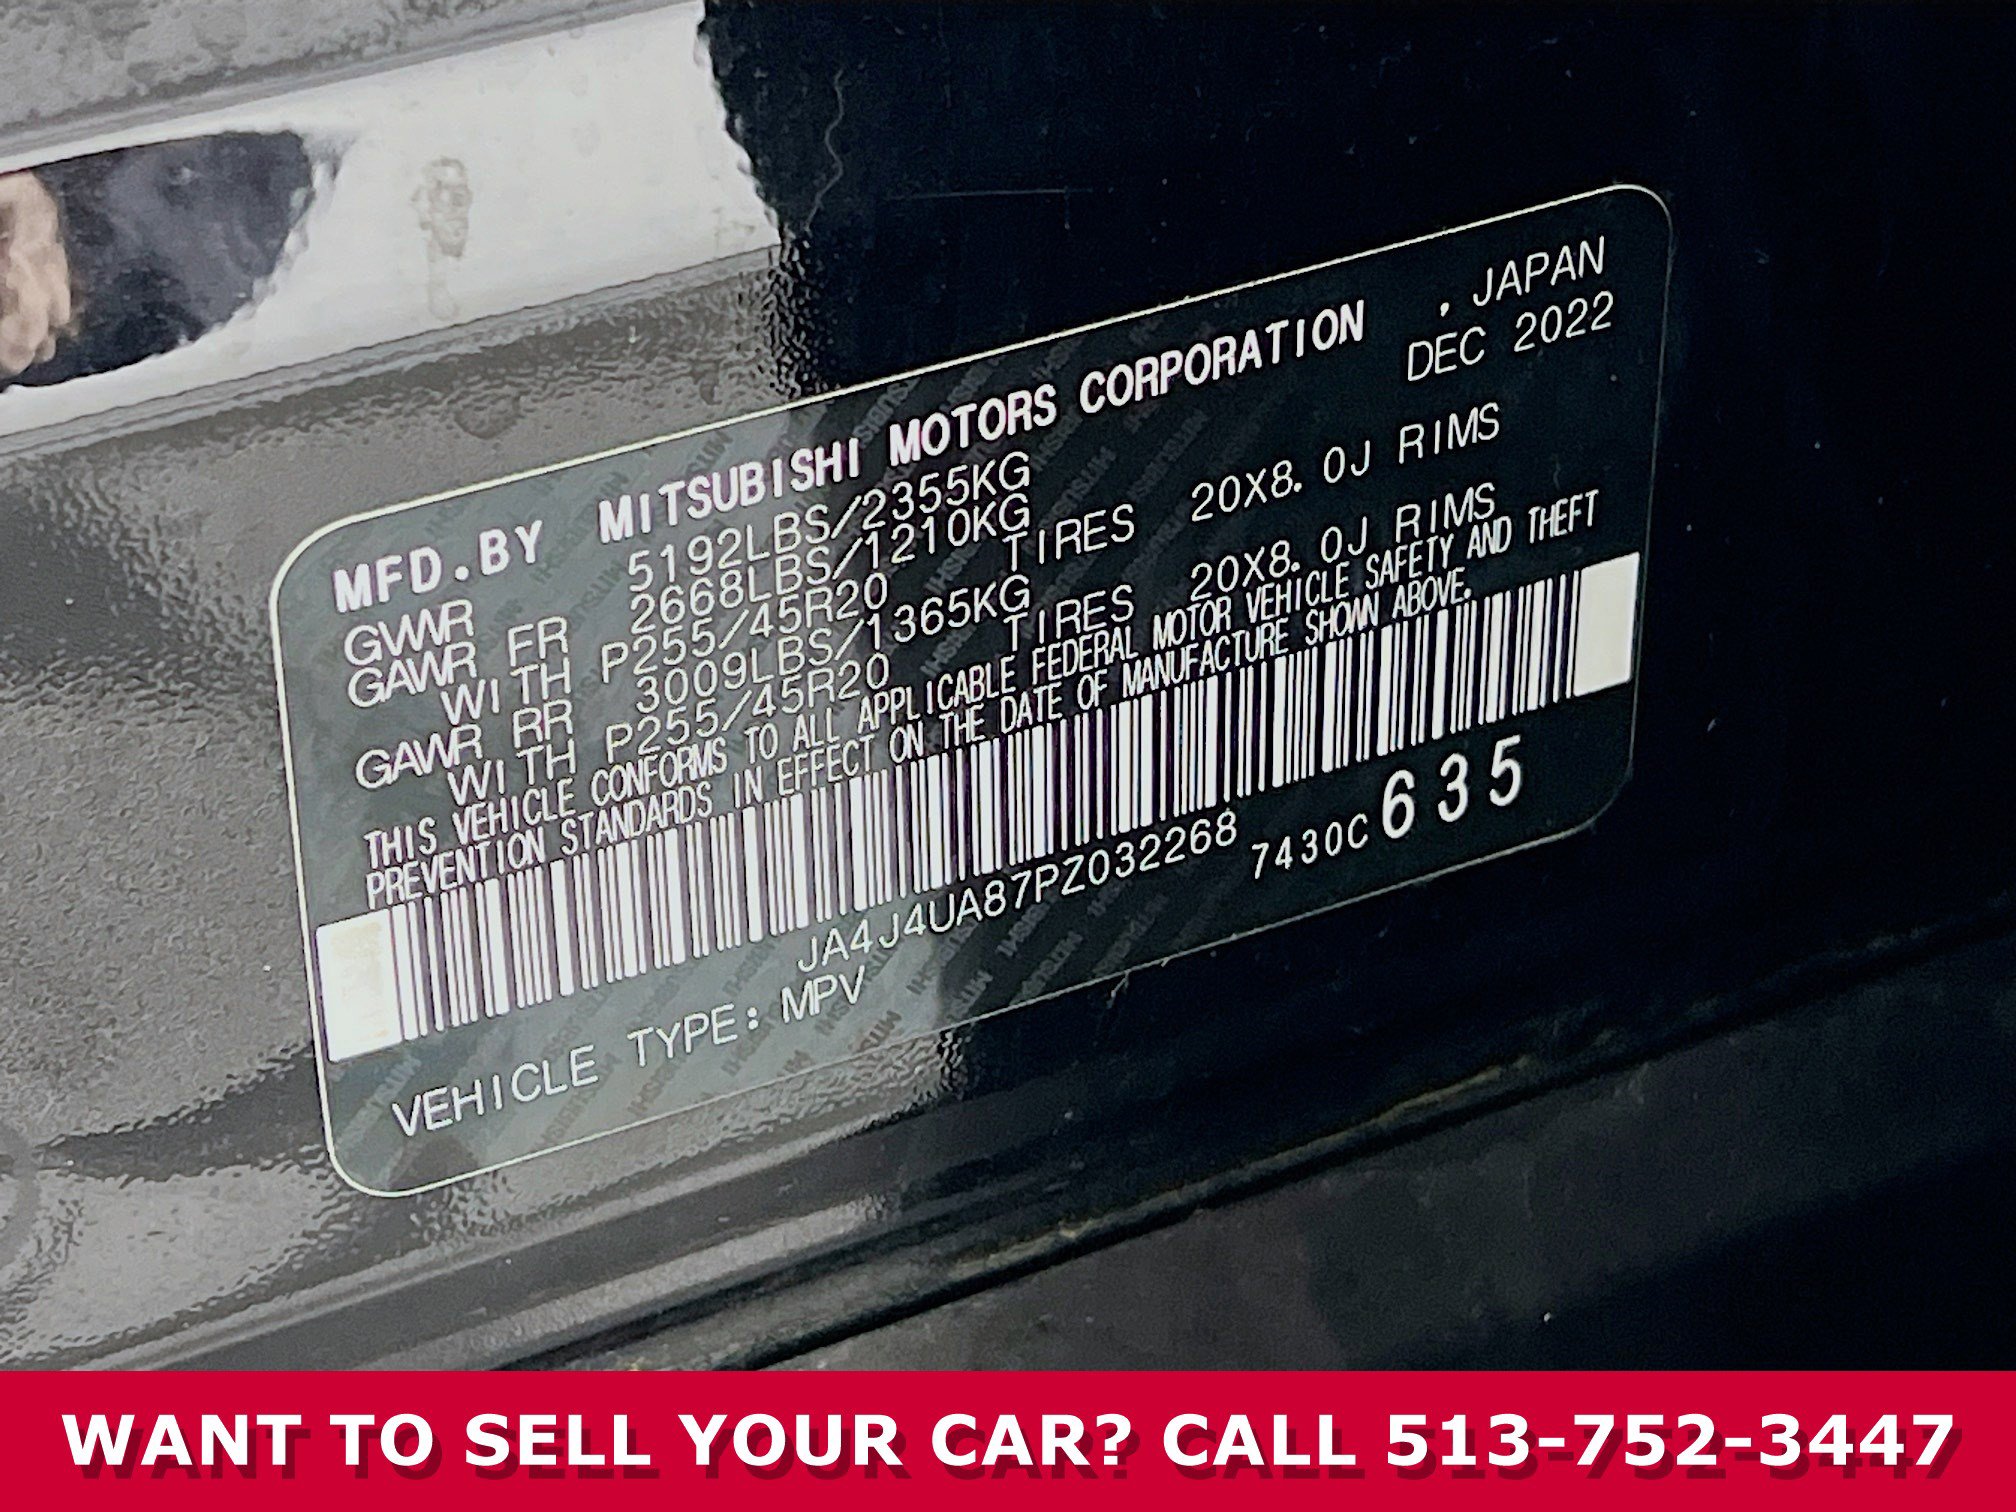 MFD.BY MITSUBISHI MOTORS CORPORATION , JAPAN
GVWR 5192LBS/2355KG DEC 2022
GAWR FR 2668LBS/1210KG
WITH P255/45R20 TIRES 20X8.0J RIMS
GAWR RR 3009LBS/1365KG
WITH P255/45R20 TIRES 20X8.0J RIMS
THIS VEHICLE CONFORMS TO ALL APPLICABLE FEDERAL MOTOR VEHICLE SAFETY AND THEFT
PREVENTION STANDARDS IN EFFECT ON THE DATE OF MANUFACTURE SHOWN ABOVE.
JA4J4UA87PZ032268 7430C635
VEHICLE TYPE: MPV
WANT TO SELL YOUR CAR? CALL 513-752-3447